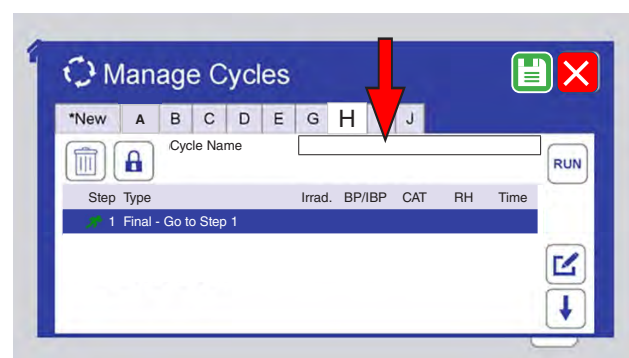 Manage Cycles
*New A B C D E G H J
Cycle Name
RUN
Step Type Irrad. BP/IBP CAT RH Time
1 Final - Go to Step 1